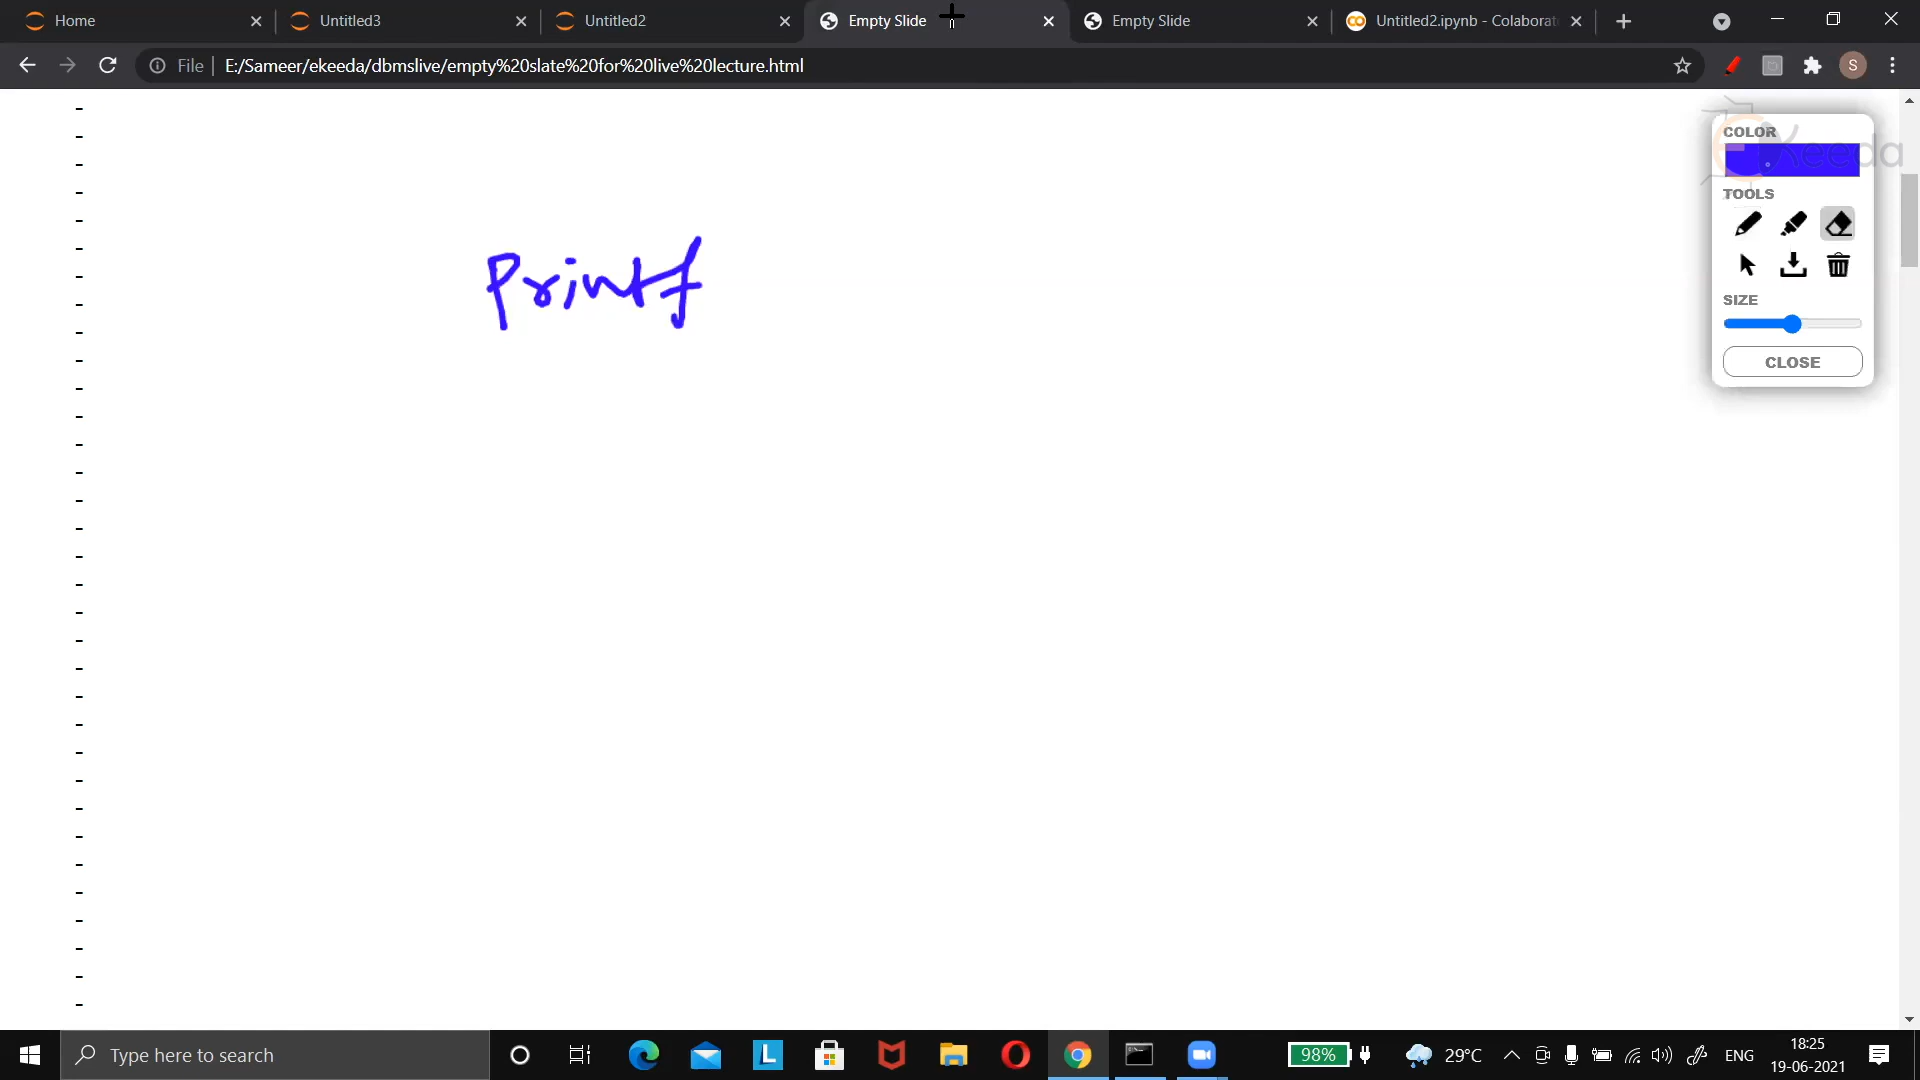 Home
Untitled3
Untitled2
Empty Slide
Empty Slide
Untitled2.ipynb - Colaborat
File
E:/Sameer/ekeeda/dbmslive/empty%20slate%20for%20live%20lecture.html
S
Printf
COLOR
TOOLS
SIZE
CLOSE
Type here to search
98%
29°C
ENG
18:25
19-06-2021